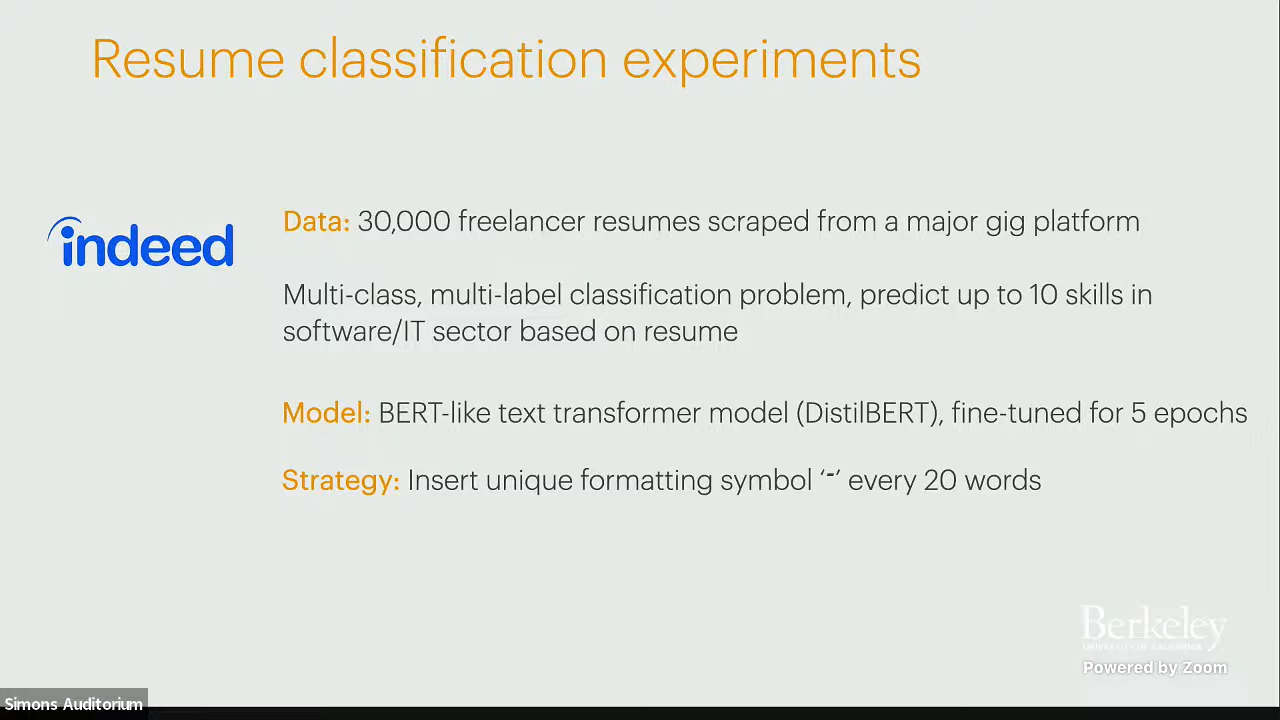 Resume classification experiments
indeed
Data: 30,000 freelancer resumes scraped from a major gig platform
Multi-class, multi-label classification problem, predict up to 10 skills in
software/IT sector based on resume
Model: BERT-like text transformer model (DistilBERT), fine-tuned for 5 epochs
Strategy: Insert unique formatting symbol ‘-’ every 20 words
Berkeley
UNIVERSITY OF CALIFORNIA
Powered by Zoom
Simons Auditorium